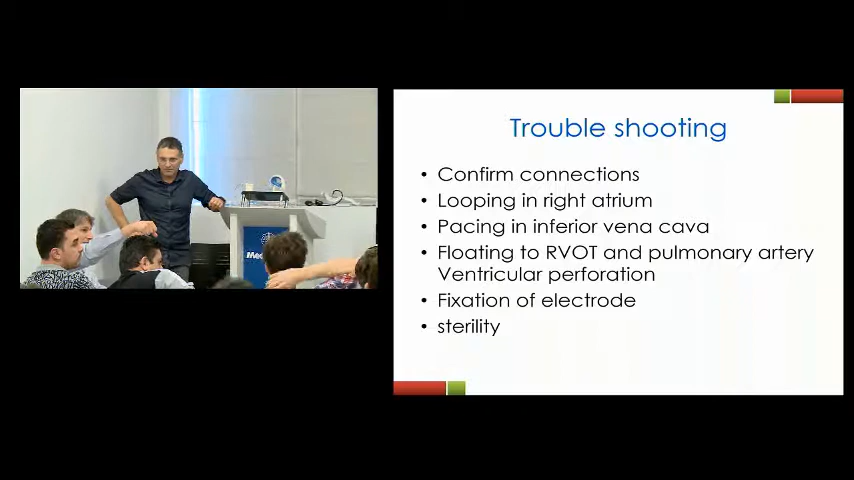 Trouble shooting
• Confirm connections
• Looping in right atrium
• Pacing in inferior vena cava
• Floating to RVOT and pulmonary artery
Ventricular perforation
• Fixation of electrode
• sterility